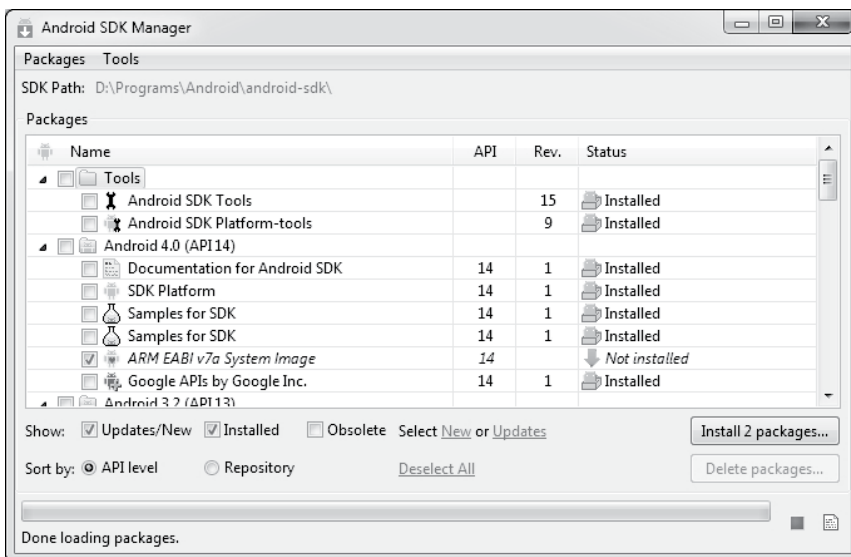 Android SDK Manager
Packages Tools
SDK Path: D:\Programs\Android\android-sdk\
Packages
Name API Rev. Status
Tools
Android SDK Tools 15 Installed
Android SDK Platform-tools 9 Installed
Android 4.0 (API 14)
Documentation for Android SDK 14 1 Installed
SDK Platform 14 1 Installed
Samples for SDK 14 1 Installed
Samples for SDK 14 1 Installed
ARM EABI v7a System Image 14 Not installed
Google APIs by Google Inc. 14 1 Installed
Android 3.2 (API 13)
Show: Updates/New Installed Obsolete Select New or Updates Install 2 packages...
Sort by: API level Repository Deselect All Delete packages...
Done loading packages.